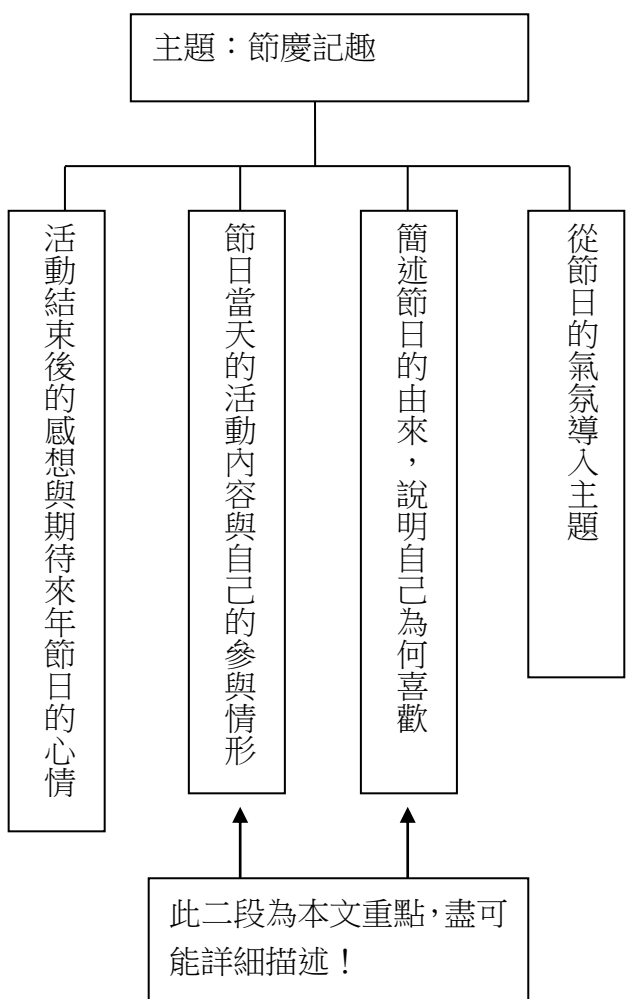 主題：節慶記趣
從節日的氣氛導入主題
簡述節日的由來，說明自己為何喜歡
節日當天的活動內容與自己的參與情形
活動結束後的感想與期待來年節日的心情
此二段為本文重點，盡可
能詳細描述！